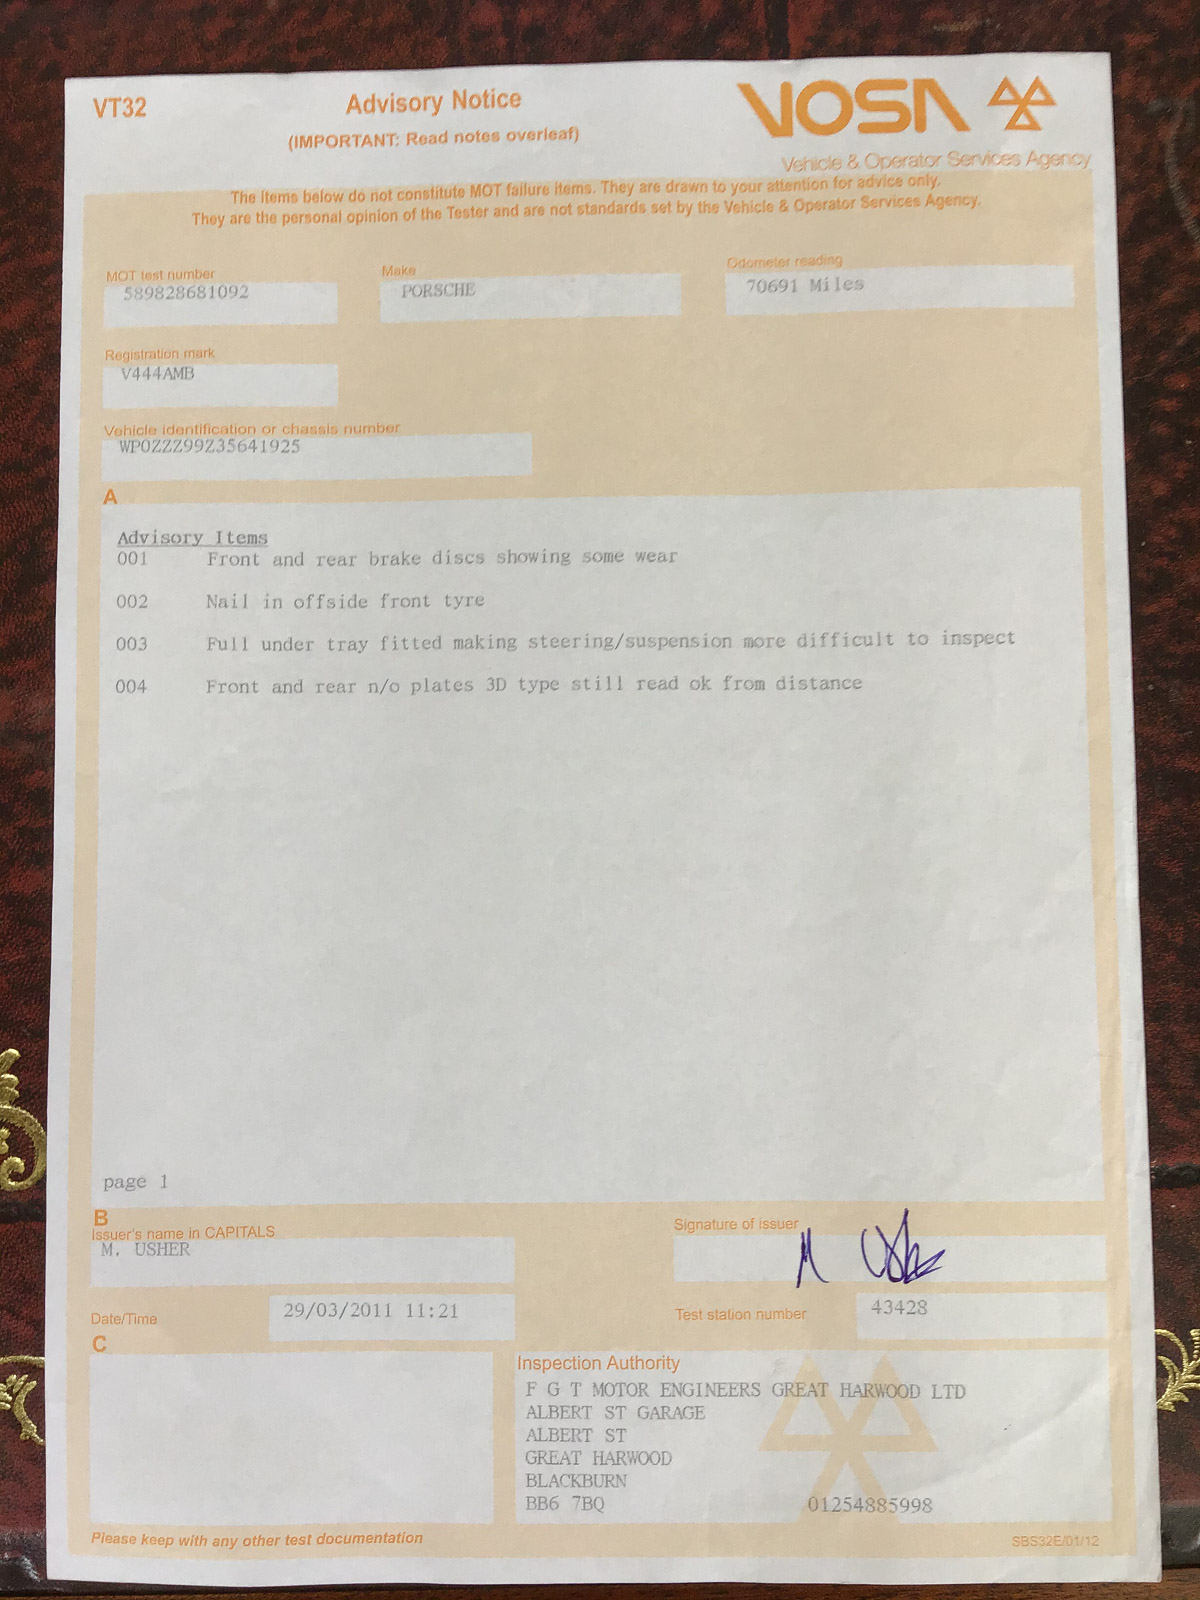 VT32
Advisory Notice
(IMPORTANT: Read notes overleaf)
VOSA
Vehicle & Operator Services Agency
The items below do not constitute MOT failure items. They are drawn to your attention for advice only.
They are the personal opinion of the Tester and are not standards set by the Vehicle & Operator Services Agency.
MOT test number
589828681092
Make
PORSCHE
Odometer reading
70691 Miles
Registration mark
V444AMB
Vehicle identification or chassis number
WP0ZZZ99Z35641925
A
Advisory Items
001 Front and rear brake discs showing some wear
002 Nail in offside front tyre
003 Full under tray fitted making steering/suspension more difficult to inspect
004 Front and rear n/o plates 3D type still read ok from distance
page 1
B
Issuer's name in CAPITALS
M. USHER
Signature of issuer
M Usher
Date/Time
29/03/2011 11:21
Test station number
43428
C
Inspection Authority
F G T MOTOR ENGINEERS GREAT HARWOOD LTD
ALBERT ST GARAGE
ALBERT ST
GREAT HARWOOD
BLACKBURN
BB6 7BQ 01254885998
Please keep with any other test documentation
SBS32E/01/12